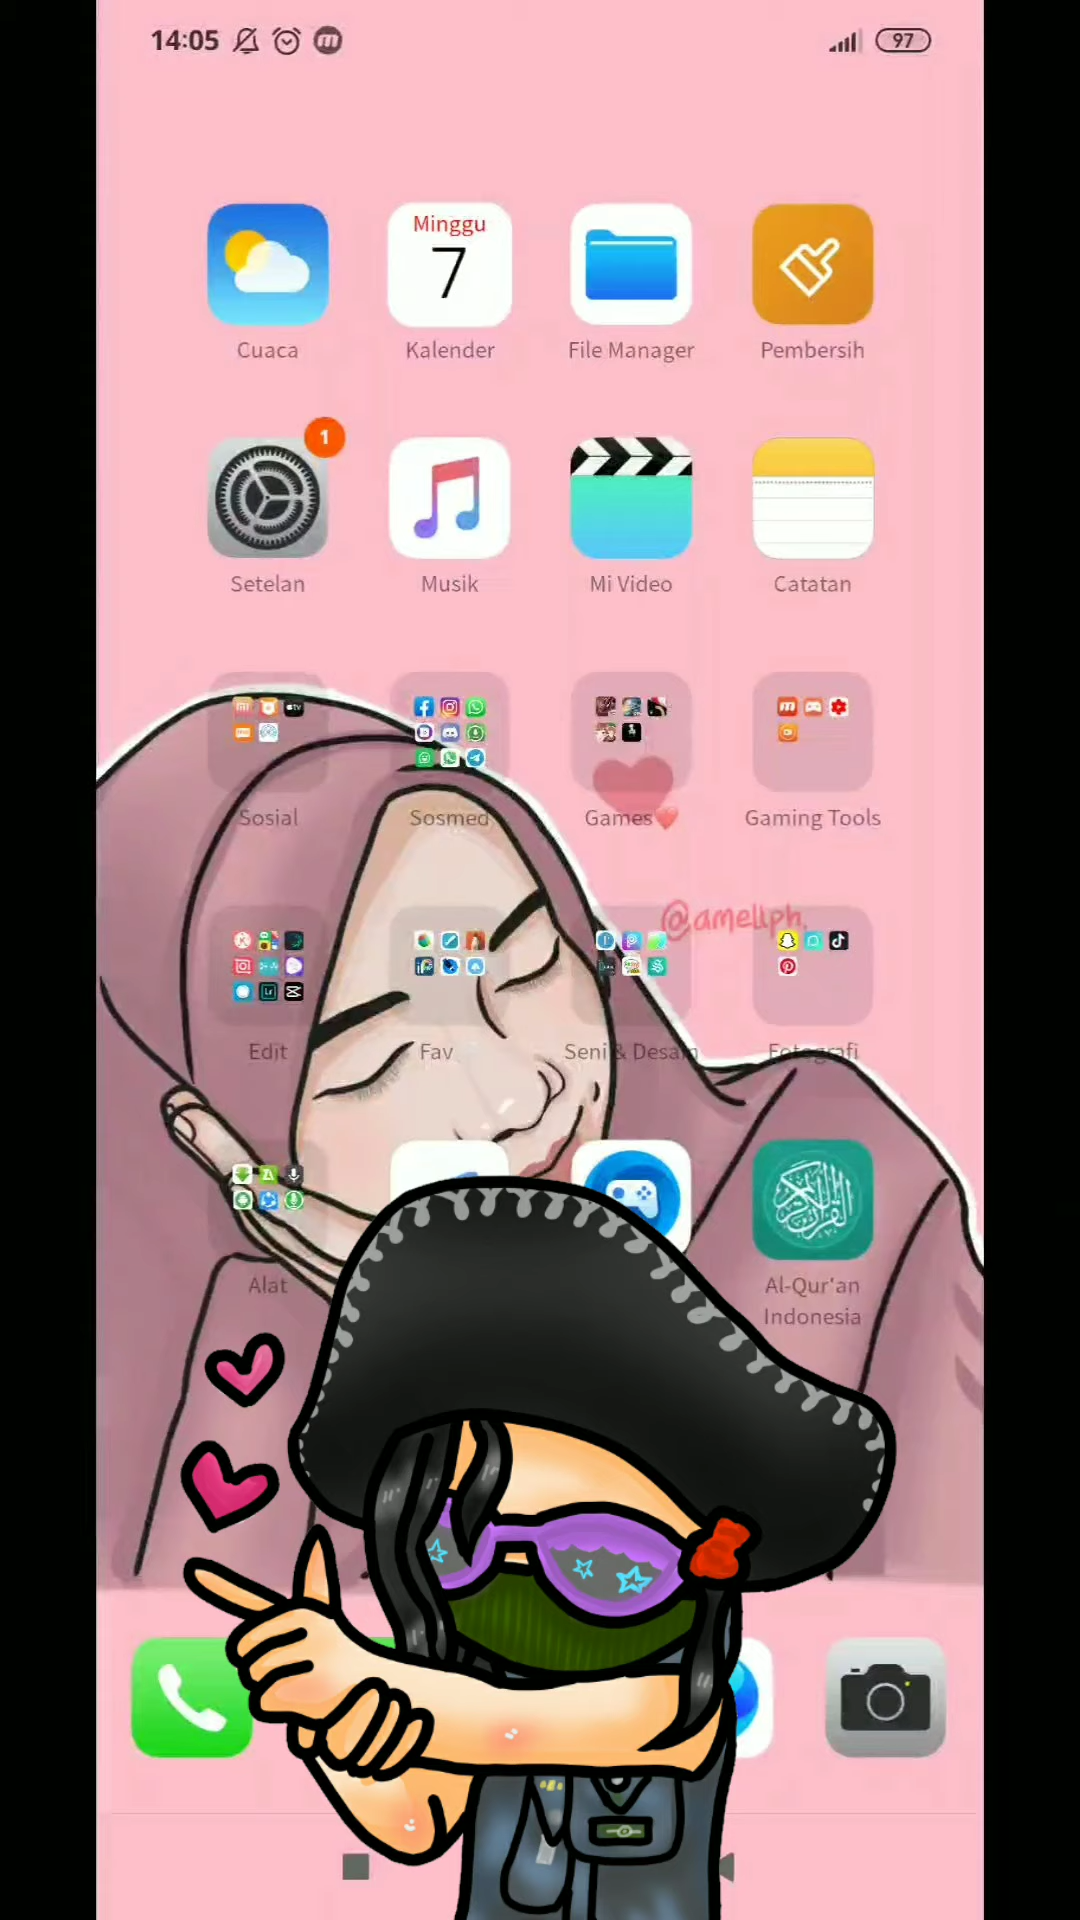 14:05
97
Minggu
7
Cuaca
Kalender
File Manager
Pembersih
1
Setelan
Musik
Mi Video
Catatan
Sosial
Sosmed
Games❤️
Gaming Tools
@amellph.
Edit
Fav
Seni & Desain
Fotografi
Alat
Al-Qur'an
Indonesia